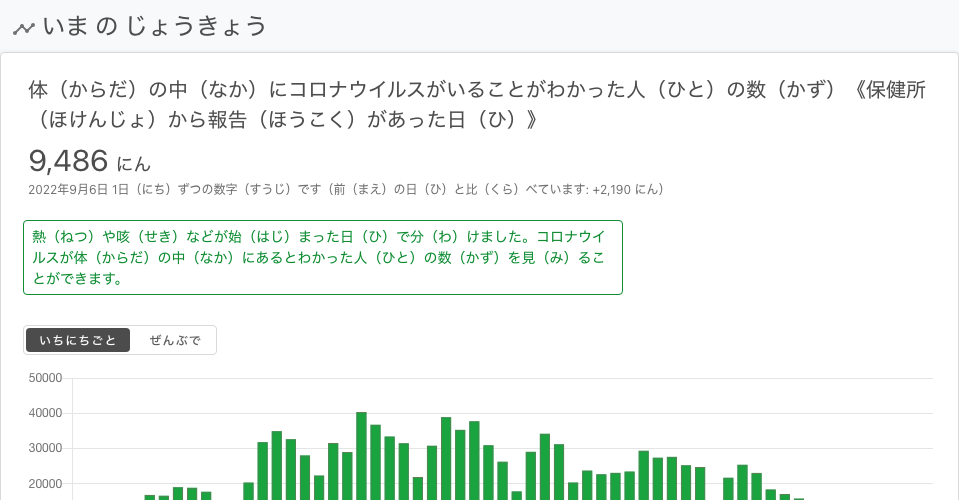 いま の じょうきょう
体（からだ）の中（なか）にコロナウイルスがいることがわかった人（ひと）の数（かず）《保健所
（ほけんじょ）から報告（ほうこく）があった日（ひ）》
9,486 にん
2022年9月6日 1日（にち）ずつの数字（すうじ）です（前（まえ）の日（ひ）と比（くら）べています: +2,190 にん）
熱（ねつ）や咳（せき）などが始（はじ）まった日（ひ）で分（わ）けました。コロナウイ
ルスが体（からだ）の中（なか）にあるとわかった人（ひと）の数（かず）を見（み）るこ
とができます。
いちにちごと ぜんぶで
50000
40000
30000
20000